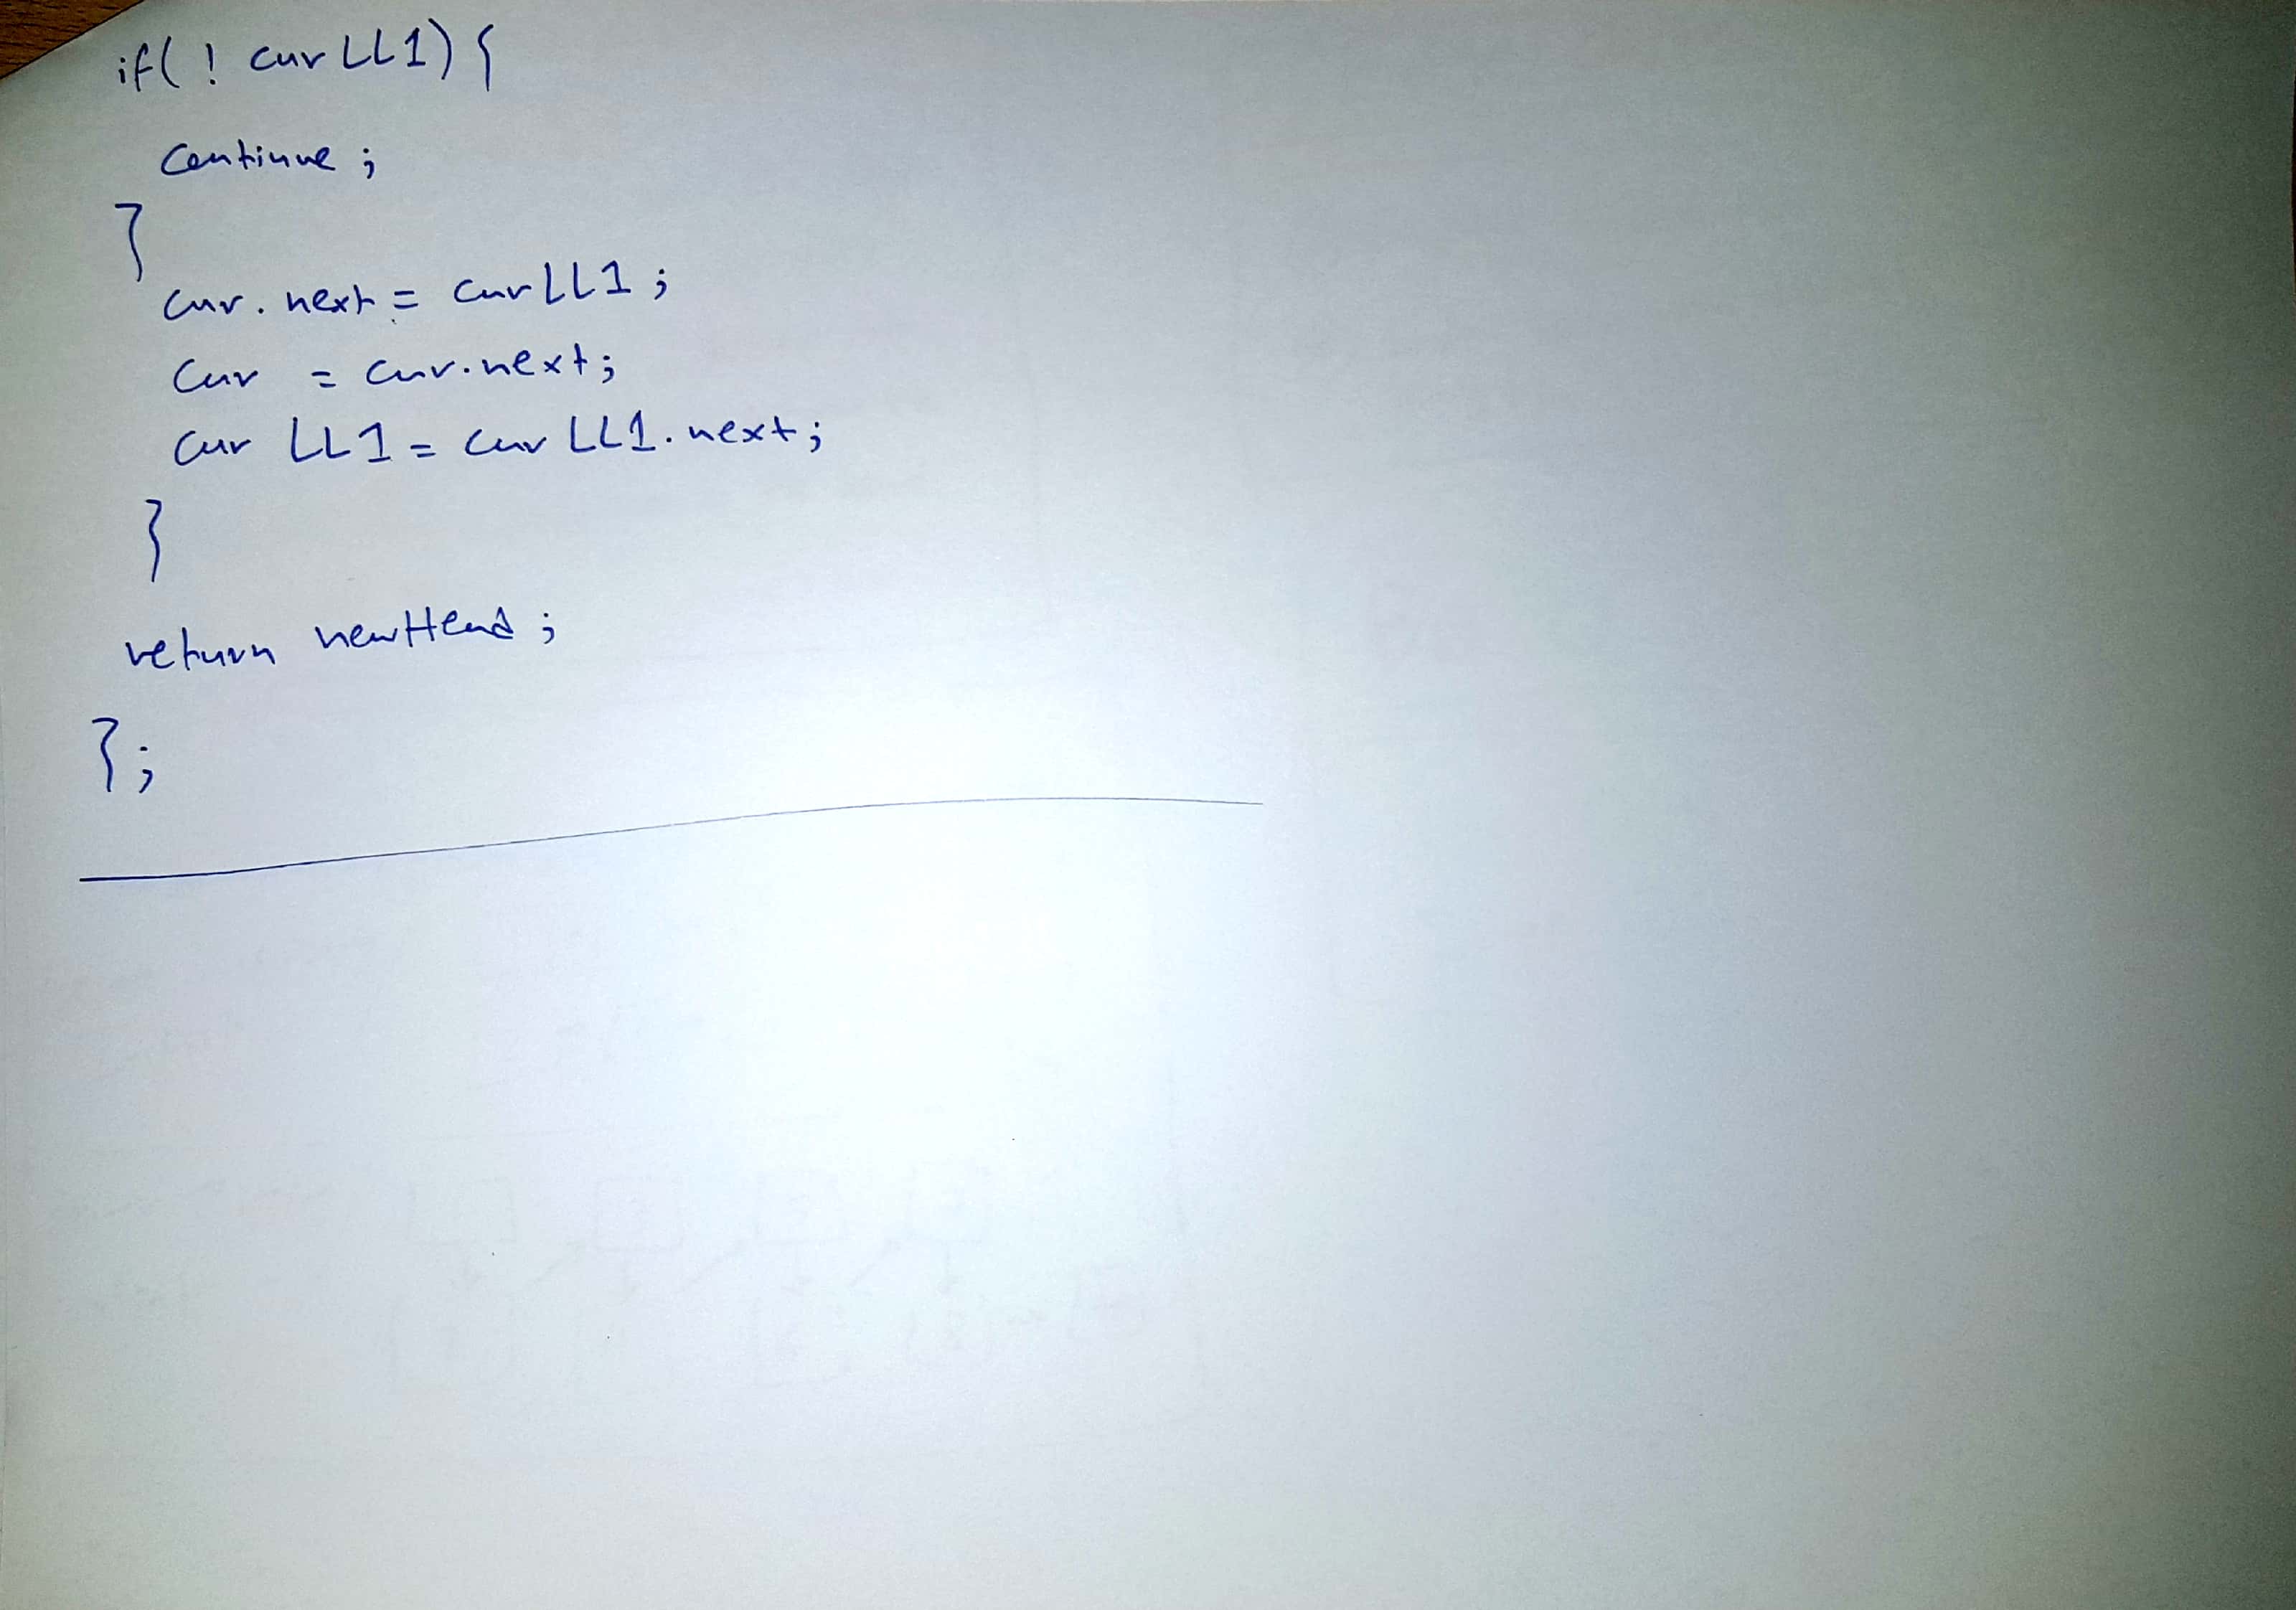 if(! curLL1) {
continue;
}
cur.next = curLL1;
cur = cur.next;
cur LL1 = cur LL1.next;
}
return newHead;
};